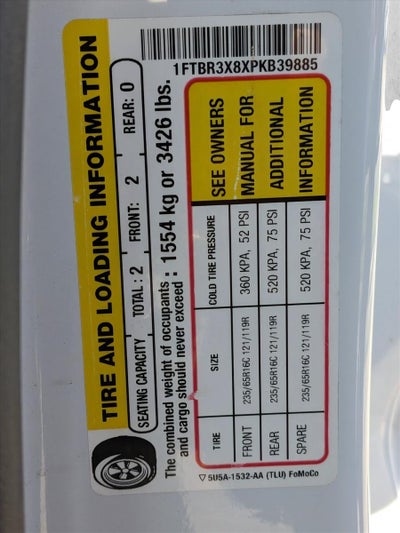 1FTBR3X8XPKB39885
TIRE AND LOADING INFORMATION
SEATING CAPACITY TOTAL: 2 FRONT: 2 REAR: 0
The combined weight of occupants : 1554 kg or 3426 lbs.
and cargo should never exceed
TIRE SIZE COLD TIRE PRESSURE SEE OWNERS
FRONT 235/65R16C 121/119R 360 KPA, 52 PSI MANUAL FOR
REAR 235/65R16C 121/119R 520 KPA, 75 PSI ADDITIONAL
SPARE 235/65R16C 121/119R 520 KPA, 75 PSI INFORMATION
▽ 5U5A-1532-AA (TLU) FoMoCo